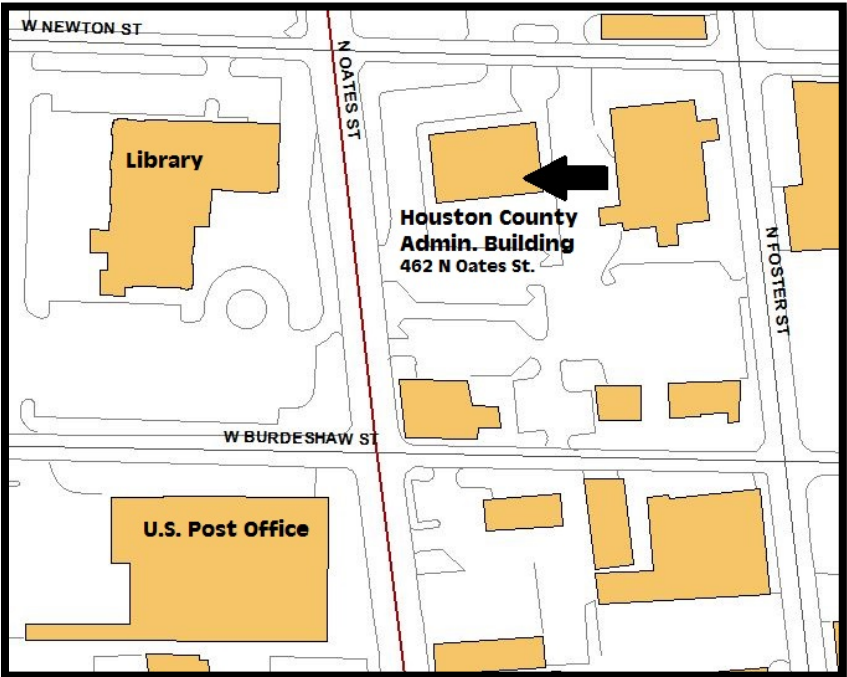 W NEWTON ST
N OATES ST
Library
Houston County
Admin. Building
462 N Oates St.
N FOSTER ST
W BURDESHAW ST
U.S. Post Office